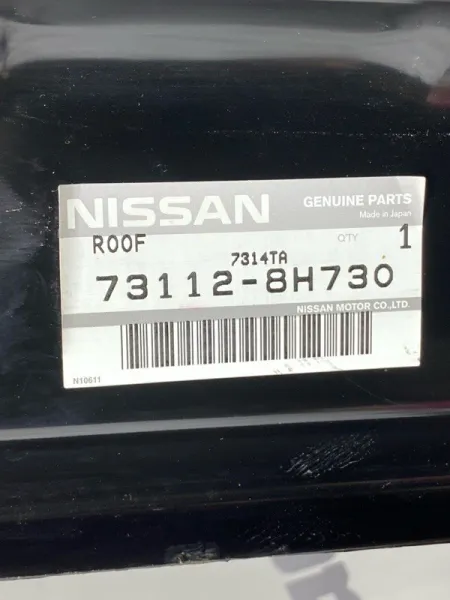 NISSAN
GENUINE PARTS
Made in Japan
ROOF
7314TA
Q'TY 1
73112-8H730
NISSAN MOTOR CO.,LTD.
N10611